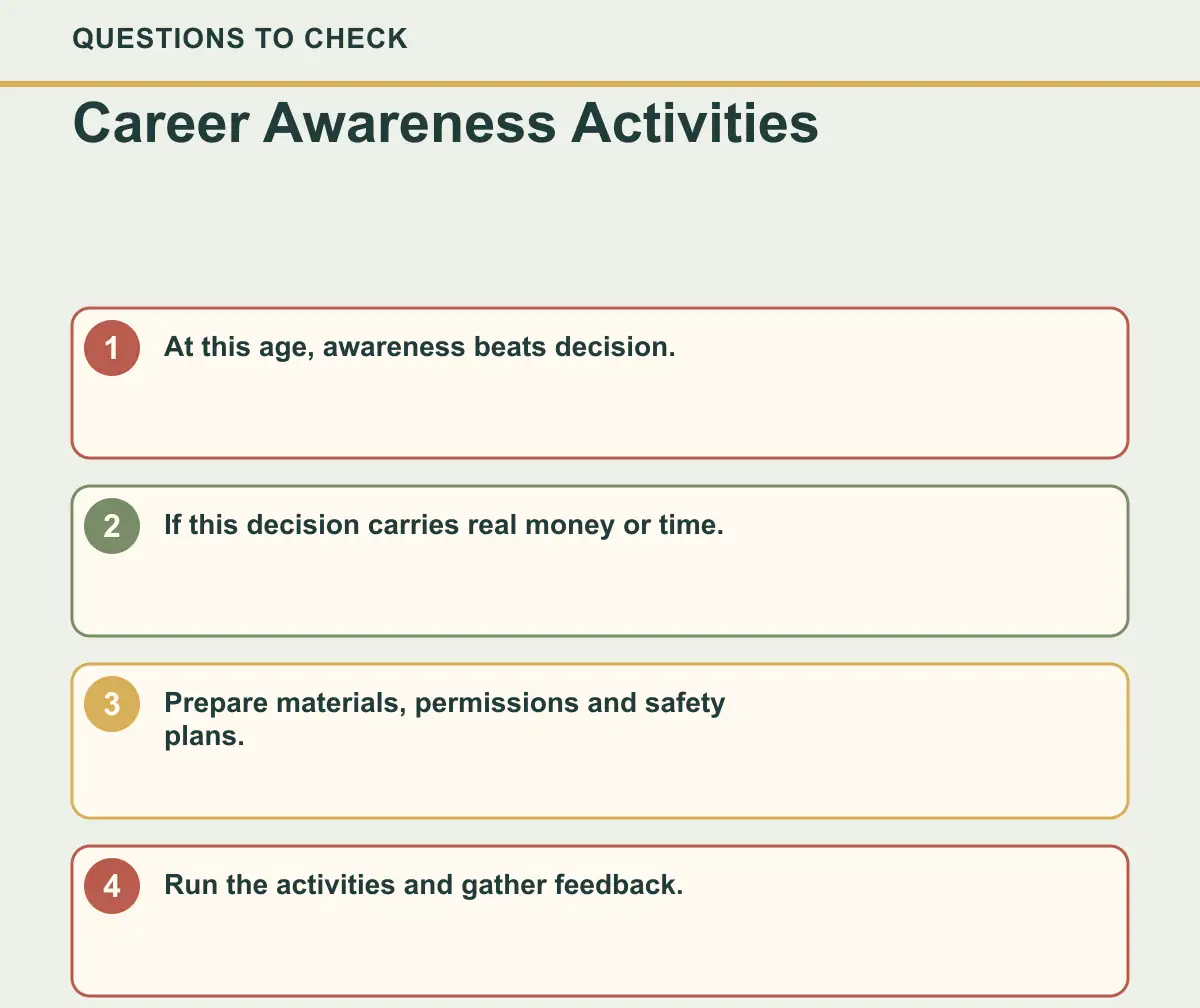 QUESTIONS TO CHECK
Career Awareness Activities
1
At this age, awareness beats decision.
2
If this decision carries real money or time.
3
Prepare materials, permissions and safety
plans.
4
Run the activities and gather feedback.